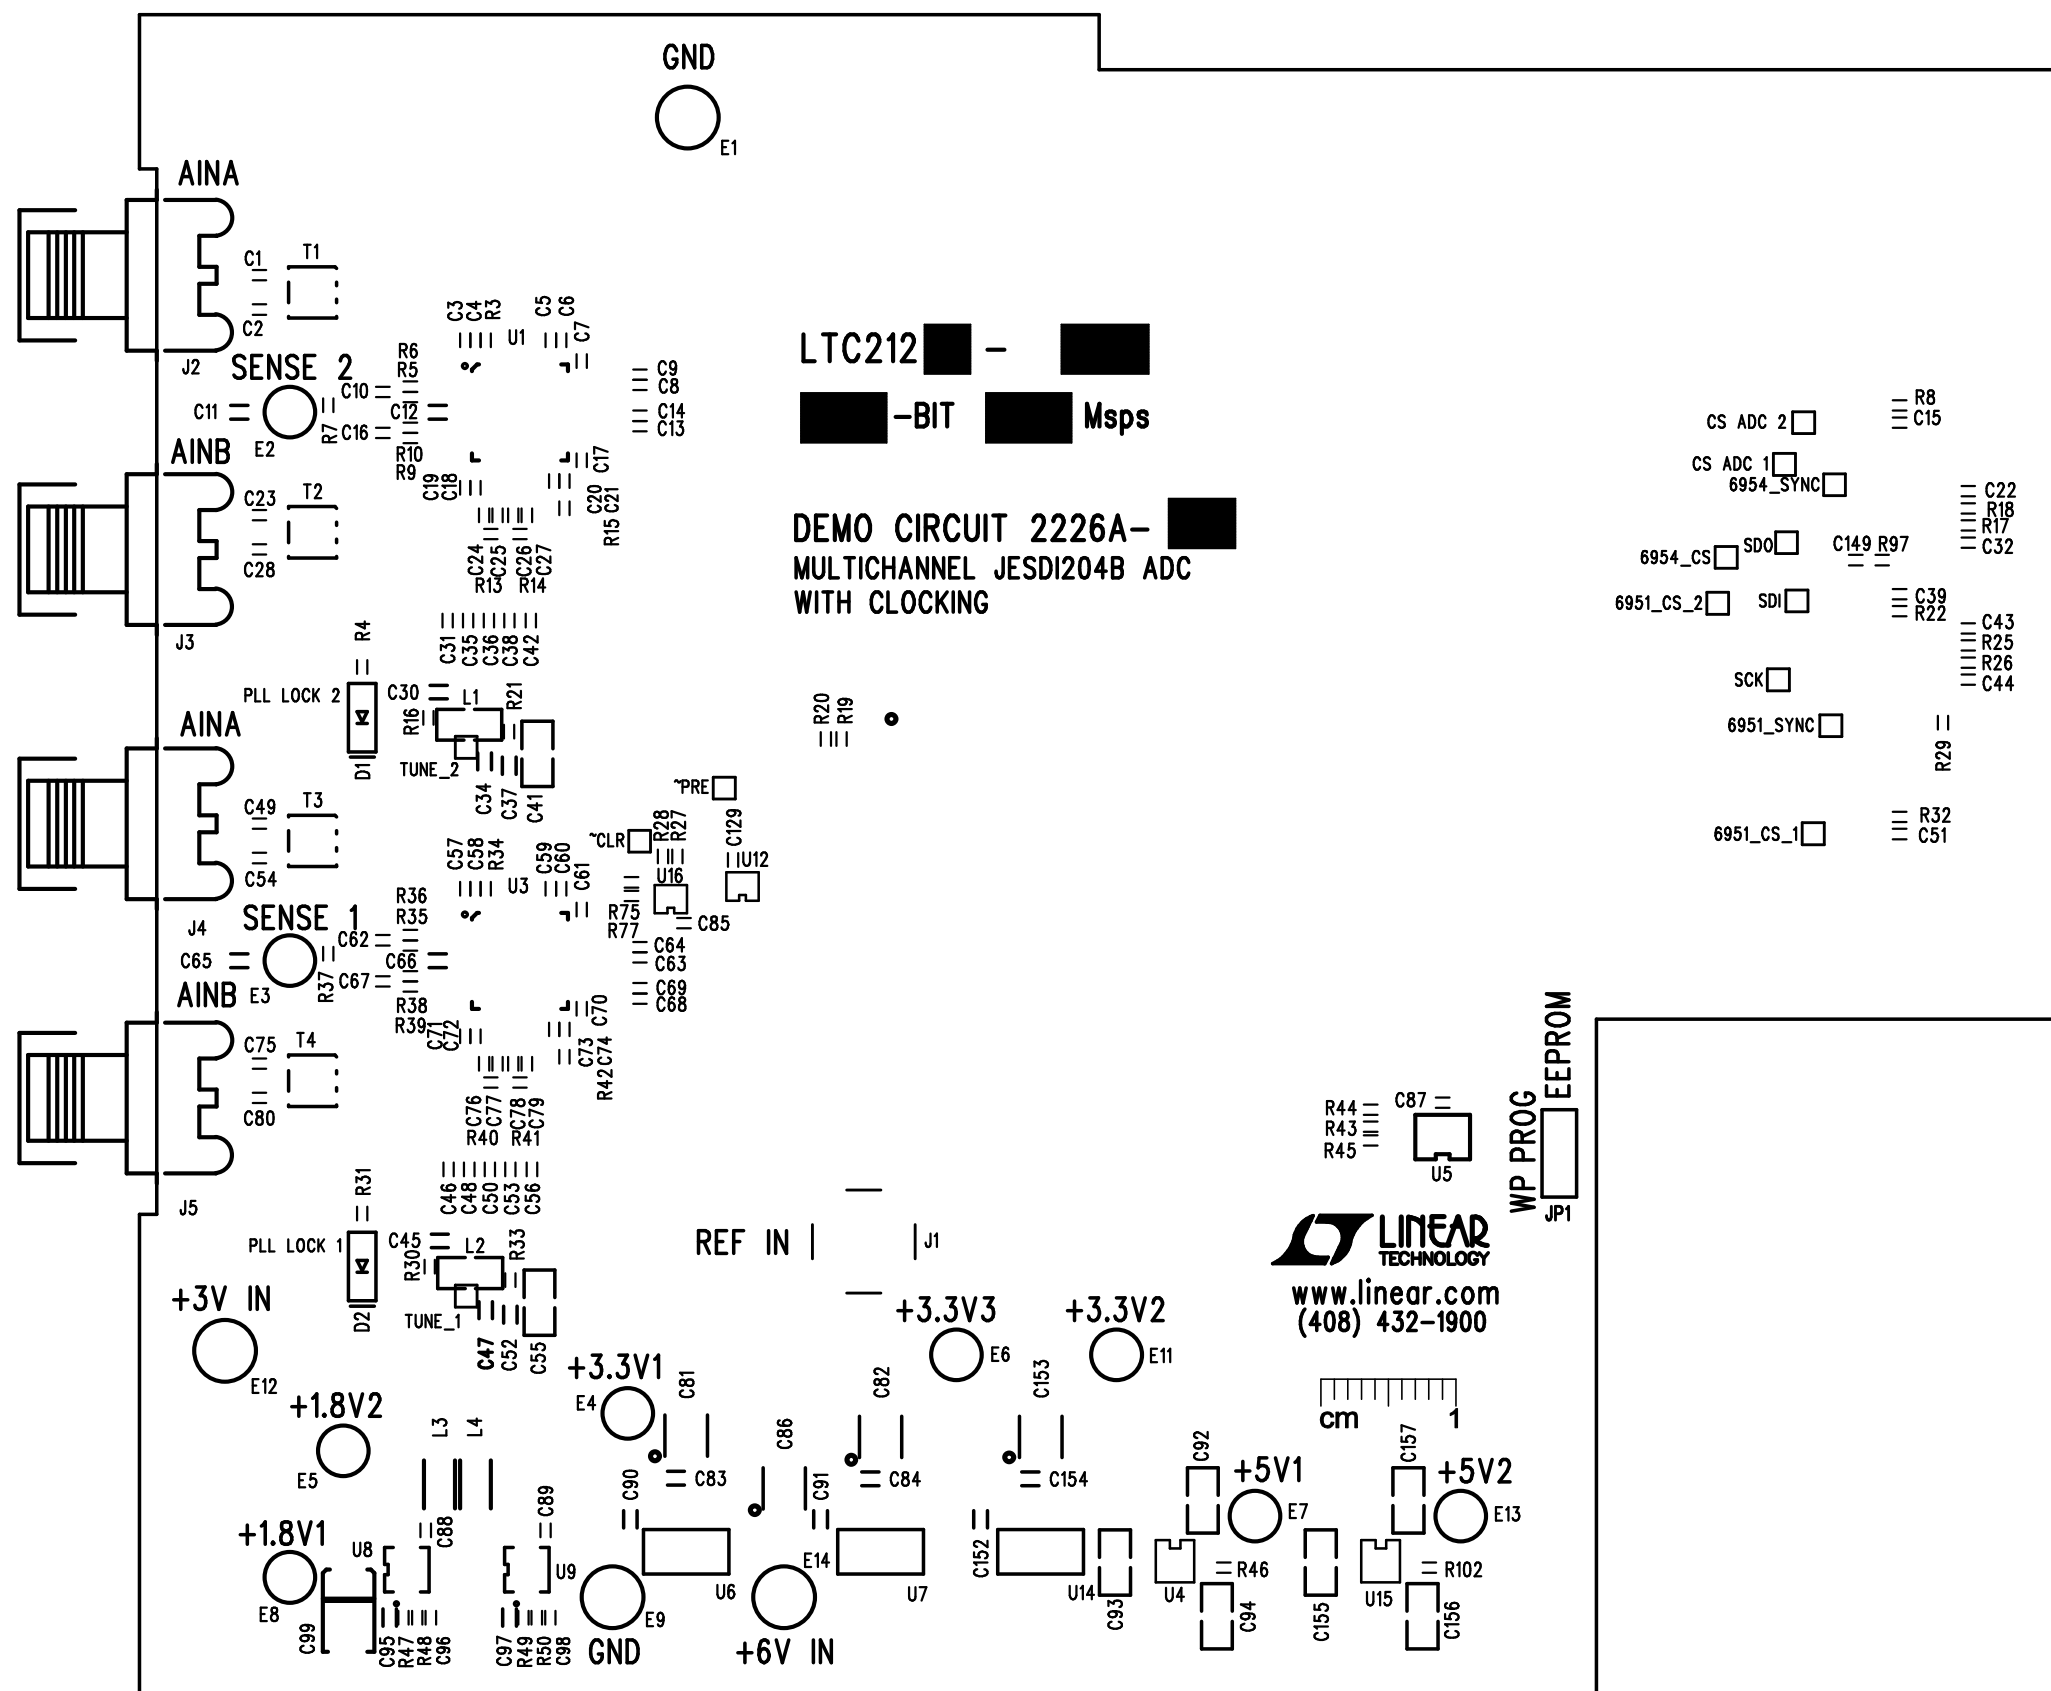 GND
E1
AINA
C1
T1
C2
J2
C3
C4
R3
U1
C5
C6
C7
SENSE 2
C11
E2
R7
R6
R5
C10
C12
C16
R10
R9
C9
C8
C14
C13
LTC212 -
-BIT Msps
AINB
C23
T2
C28
J3
C19
C18
C17
C20
C21
R15
C24
C25
C26
C27
R13
R14
DEMO CIRCUIT 2226A-
MULTICHANNEL JESDI204B ADC
WITH CLOCKING
CS ADC 2
CS ADC 1
6954_SYNC
SDO
6954_CS
6951_CS_2
SDI
SCK
6951_SYNC
6951_CS_1
R8
C15
C22
R18
R17
C32
C149
R97
C39
R22
C43
R25
R26
C44
R29
R32
C51
C31
C35
C36
C38
C42
R4
PLL LOCK 2
D1
C30
L1
R21
R16
TUNE_2
C34
C37
C41
R20
R19
AINA
C49
T3
C54
J4
C57
C58
R34
U3
C59
C60
C61
~PRE
~CLR
R28
R27
C129
U12
U16
R75
R77
C85
C64
C63
C69
C68
SENSE 1
C65
E3
R37
R36
R35
C62
C66
C67
R38
R39
AINB
C75
T4
C80
J5
C71
C72
C70
C73
C74
R42
C76
C77
C78
C79
R40
R41
C46
C48
C50
C53
C56
R31
PLL LOCK 1
D2
C45
L2
R33
R30
TUNE_1
C47
C52
C55
REF IN
J1
R44
R43
R45
C87
U5
WP PROG
EEPROM
JP1
LINEAR
TECHNOLOGY
www.linear.com
(408) 432-1900
cm 1
+3V IN
E12
+1.8V2
E5
+1.8V1
E8
C99
L3
L4
U8
C88
C89
U9
C95
R47
R48
C96
C97
R49
R50
C98
+3.3V1
E4
C81
C83
C90
U6
E9
GND
C86
C91
E14
+6V IN
C82
C84
U7
+3.3V3
E6
+3.3V2
E11
C153
C154
C152
U14
C93
C92
+5V1
E7
U4
R46
C94
C157
+5V2
E13
C155
U15
R102
C156